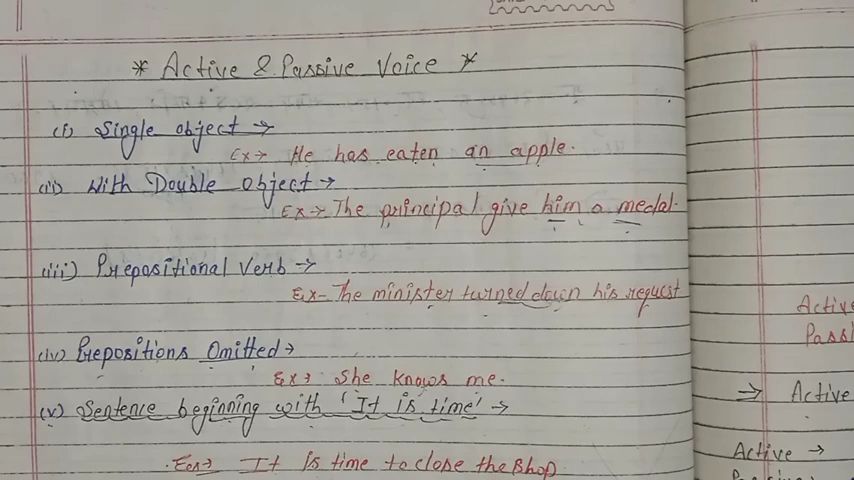 * Active & Passive Voice *
(i) Single object →
Ex → He has eaten an apple.
(ii) With Double object →
Ex → The principal give him a medal.
(iii) Prepositional Verb →
Ex - The minister turned down his request
(iv) Prepositions Omitted →
Ex → She knows me.
(v) Sentence beginning with 'It is time' →
Ex → It is time to close the shop.
Active
⇒ Active
Active →